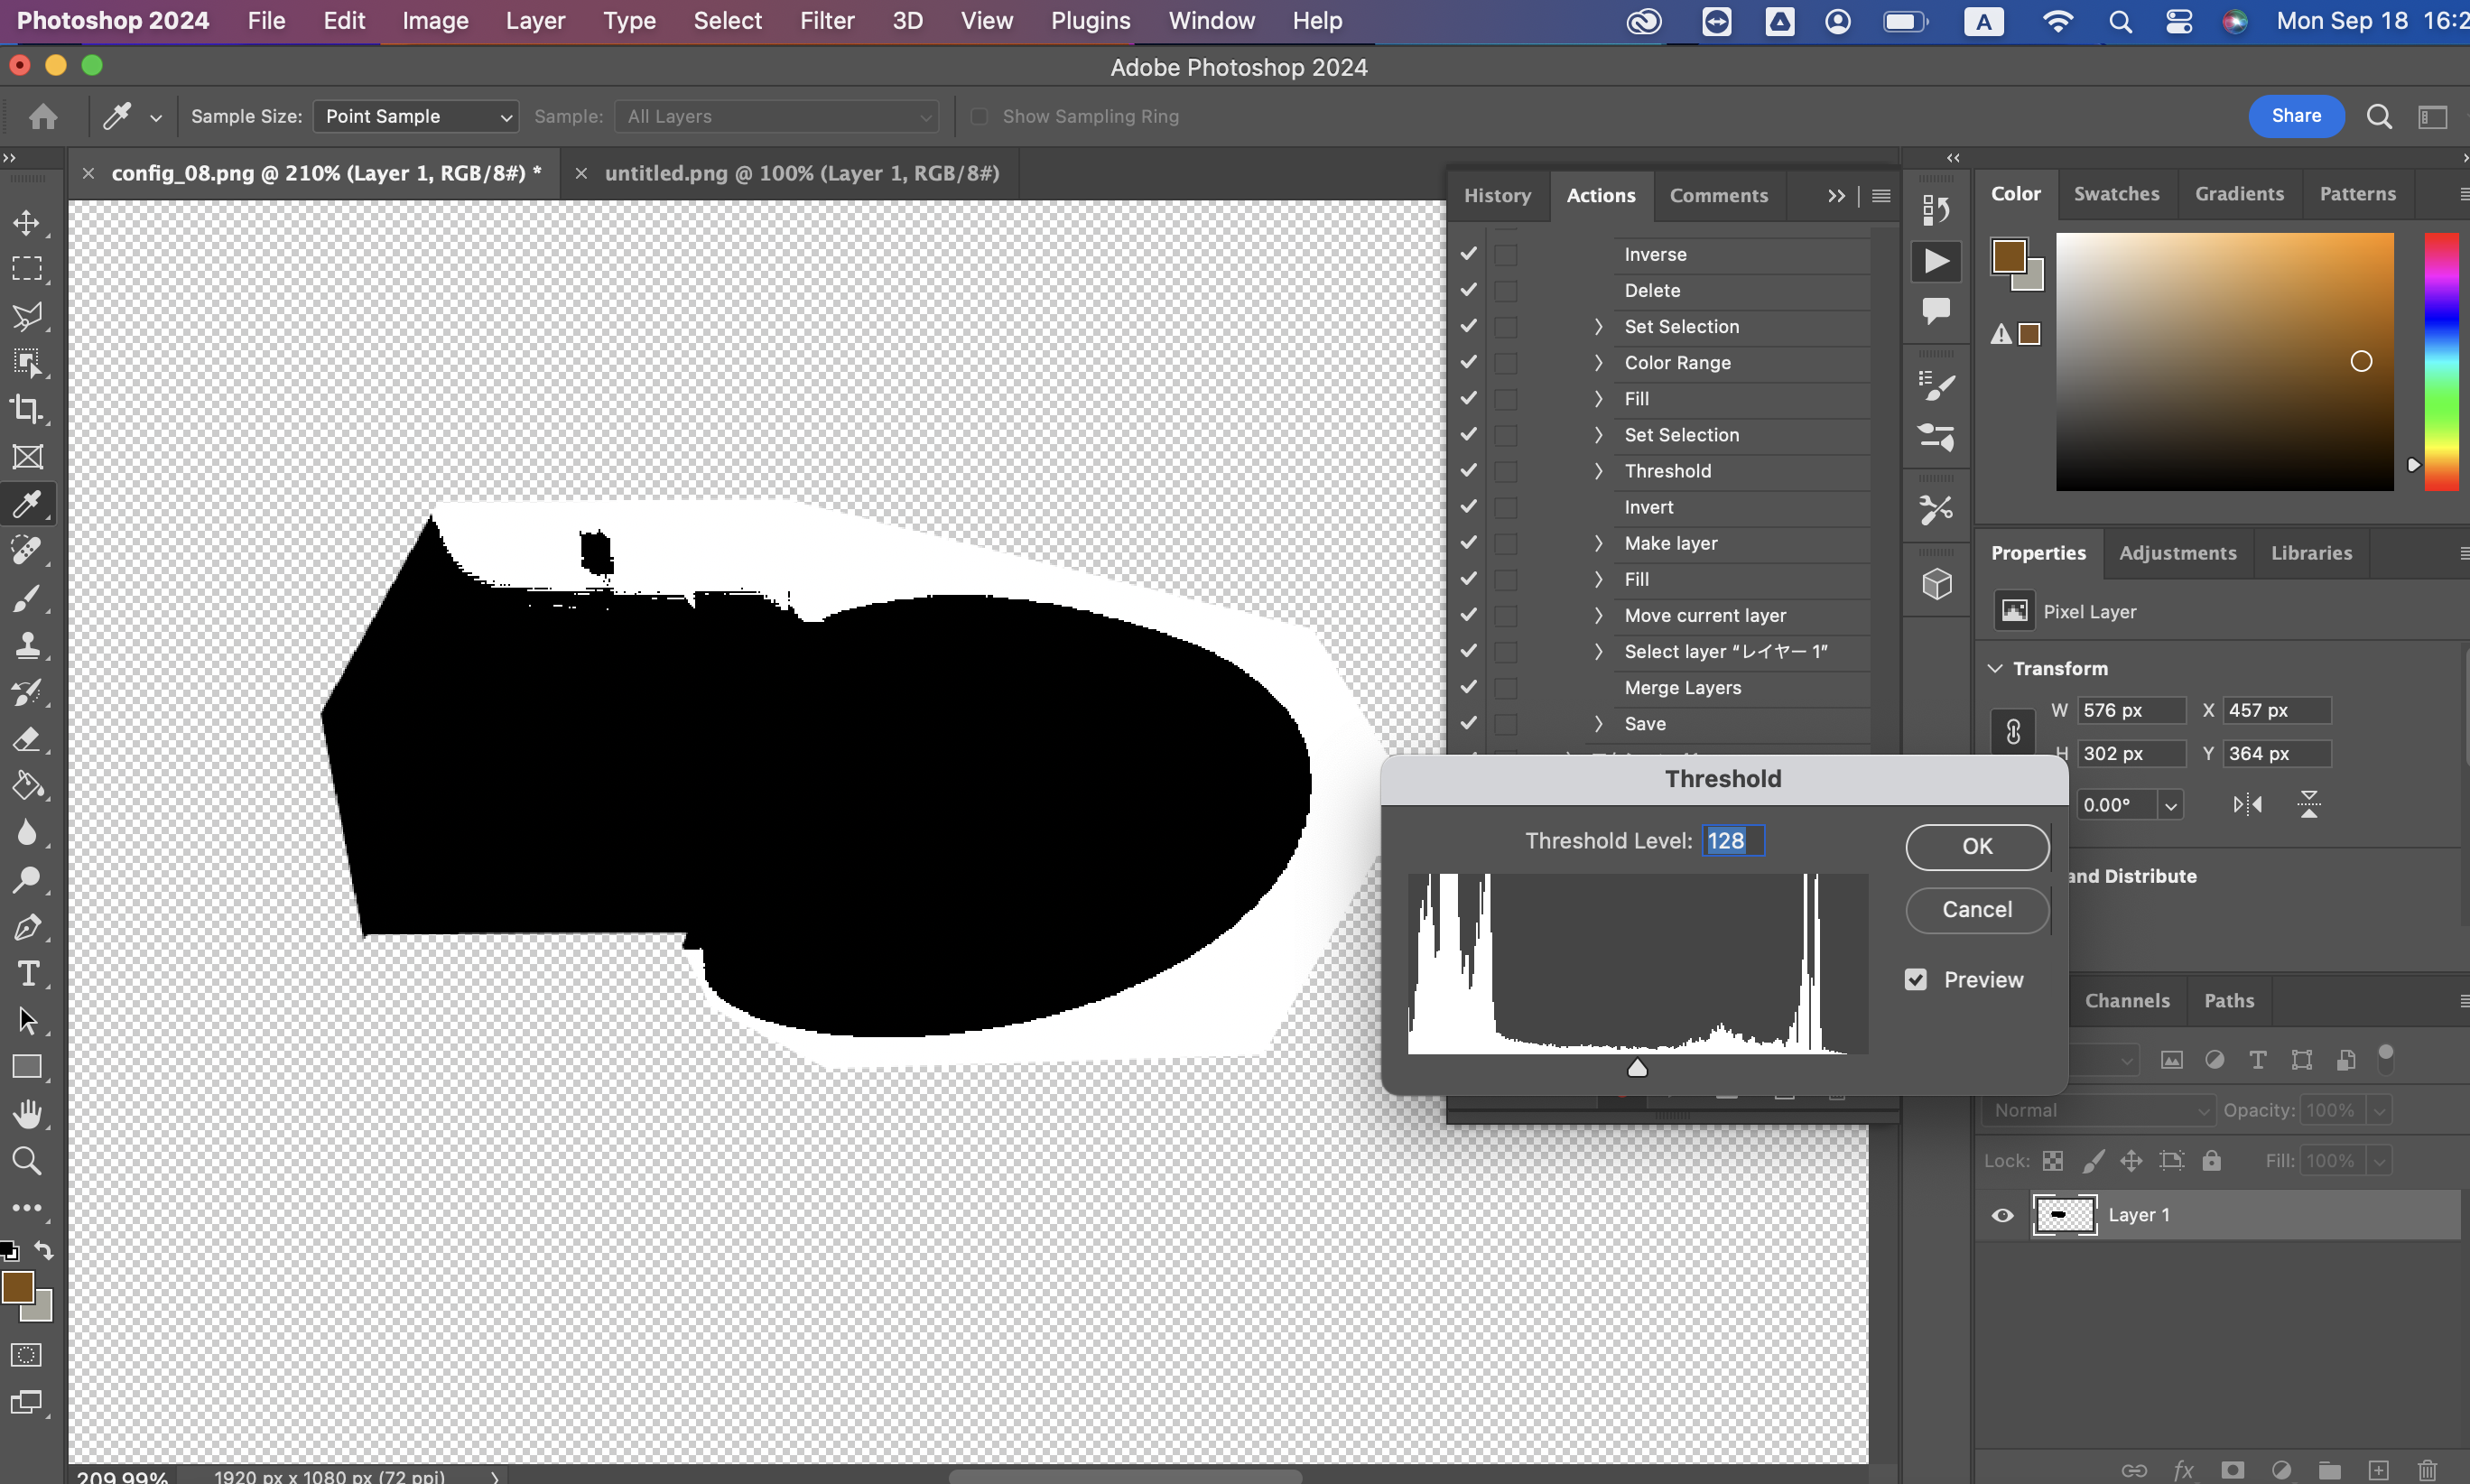 Photoshop 2024 File Edit Image Layer Type Select Filter 3D View Plugins Window Help A Mon Sep 18
Adobe Photoshop 2024
Sample Size: Point Sample Sample: All Layers Show Sampling Ring Share
config_08.png @ 210% (Layer 1, RGB/8#) * untitled.png @ 100% (Layer 1, RGB/8#)
History Actions Comments
Inverse
Delete
Set Selection
Color Range
Fill
Set Selection
Threshold
Invert
Make layer
Fill
Move current layer
Select layer “レイヤー 1”
Merge Layers
Save
Color Swatches Gradients Patterns
Properties Adjustments Libraries
Pixel Layer
Transform
W 576 px X 457 px
H 302 px Y 364 px
0.00°
and Distribute
Threshold
Threshold Level: 128
OK
Cancel
Preview
Channels Paths
Normal Opacity: 100%
Lock: Fill: 100%
Layer 1
209.99% 1920 px x 1080 px (72 ppi)